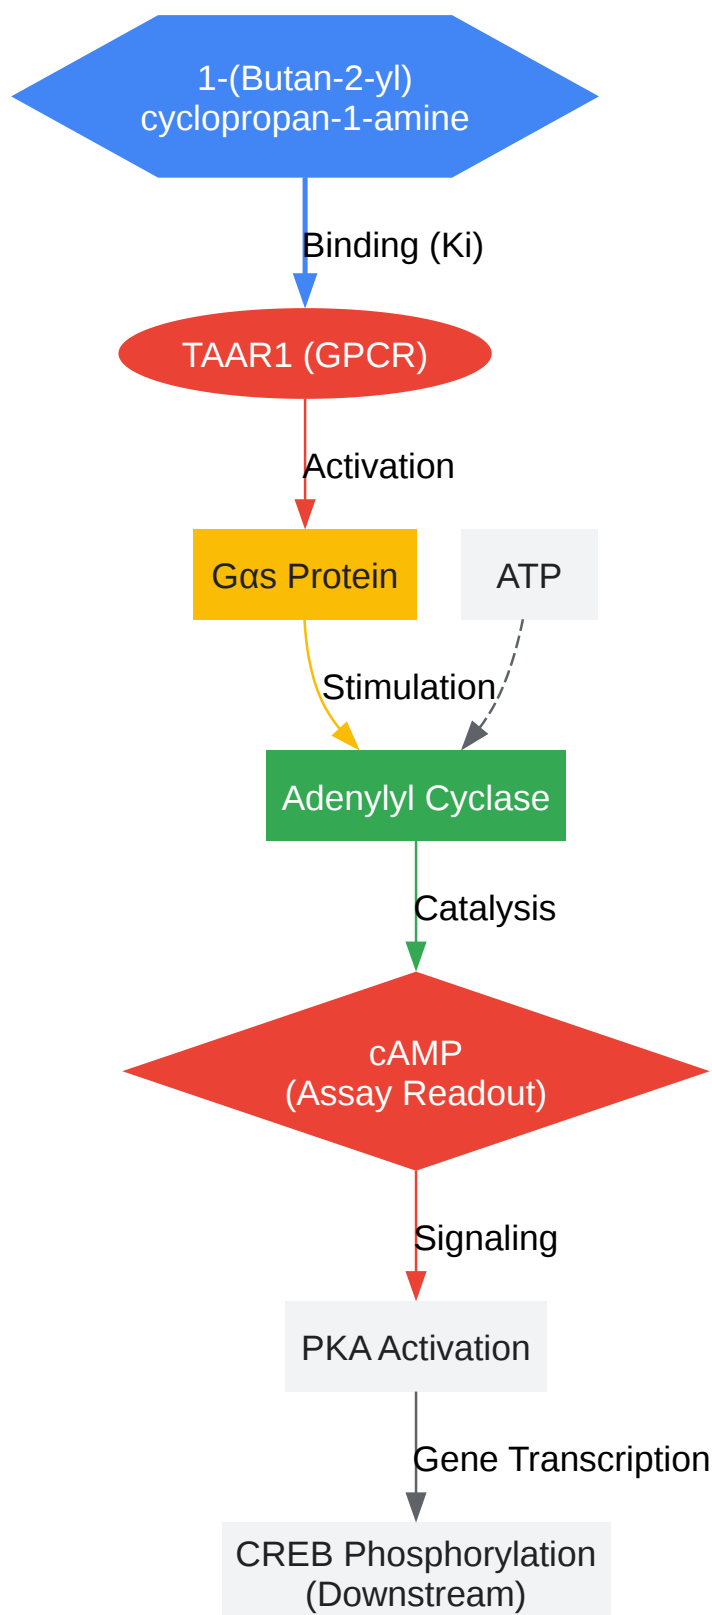 1-(Butan-2-yl)
cyclopropan-1-amine
Binding (Ki)
TAAR1 (GPCR)
Activation
Gαs Protein
ATP
Stimulation
Adenylyl Cyclase
Catalysis
cAMP
(Assay Readout)
Signaling
PKA Activation
Gene Transcription
CREB Phosphorylation
(Downstream)